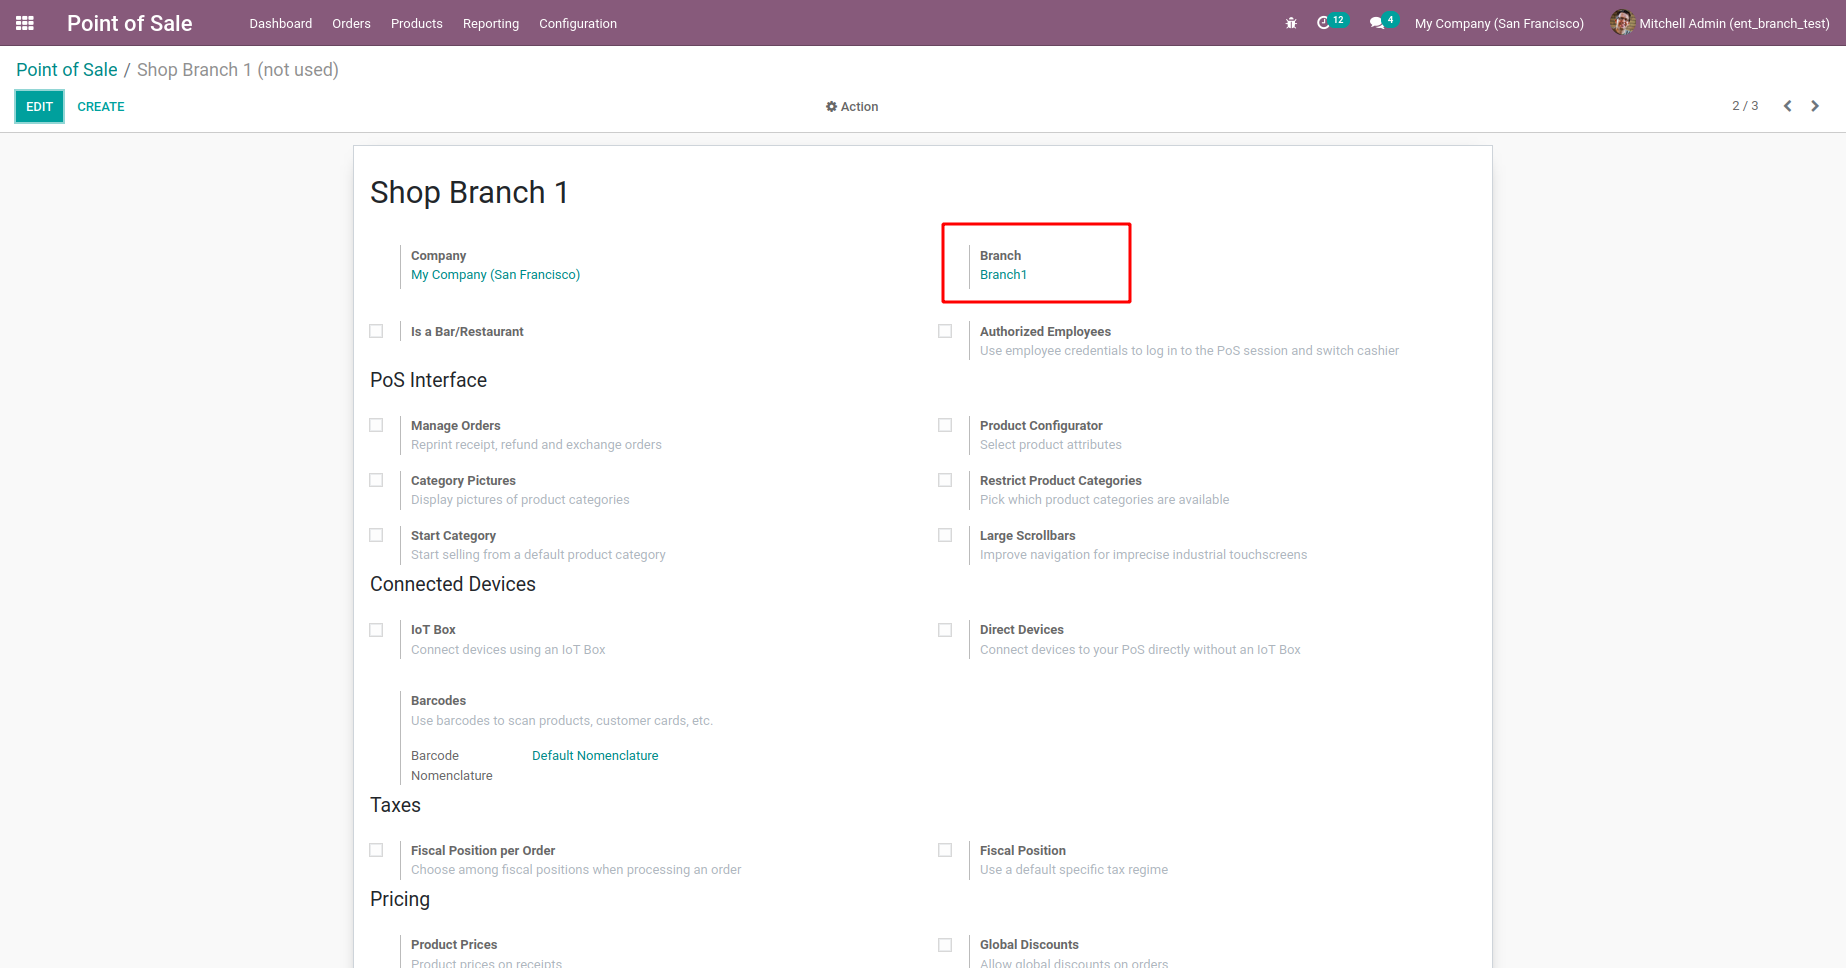 Point of Sale Dashboard Orders Products Reporting Configuration 12 4 My Company (San Francisco) Mitchell Admin (ent_branch_test)
Point of Sale / Shop Branch 1 (not used)
EDIT CREATE Action 2 / 3
Shop Branch 1
Company Branch
My Company (San Francisco) Branch1
Is a Bar/Restaurant Authorized Employees
Use employee credentials to log in to the PoS session and switch cashier
PoS Interface
Manage Orders Product Configurator
Reprint receipt, refund and exchange orders Select product attributes
Category Pictures Restrict Product Categories
Display pictures of product categories Pick which product categories are available
Start Category Large Scrollbars
Start selling from a default product category Improve navigation for imprecise industrial touchscreens
Connected Devices
IoT Box Direct Devices
Connect devices using an IoT Box Connect devices to your PoS directly without an IoT Box
Barcodes
Use barcodes to scan products, customer cards, etc.
Barcode Default Nomenclature
Nomenclature
Taxes
Fiscal Position per Order Fiscal Position
Choose among fiscal positions when processing an order Use a default specific tax regime
Pricing
Product Prices Global Discounts
Product prices on receipts Allow global discounts on orders